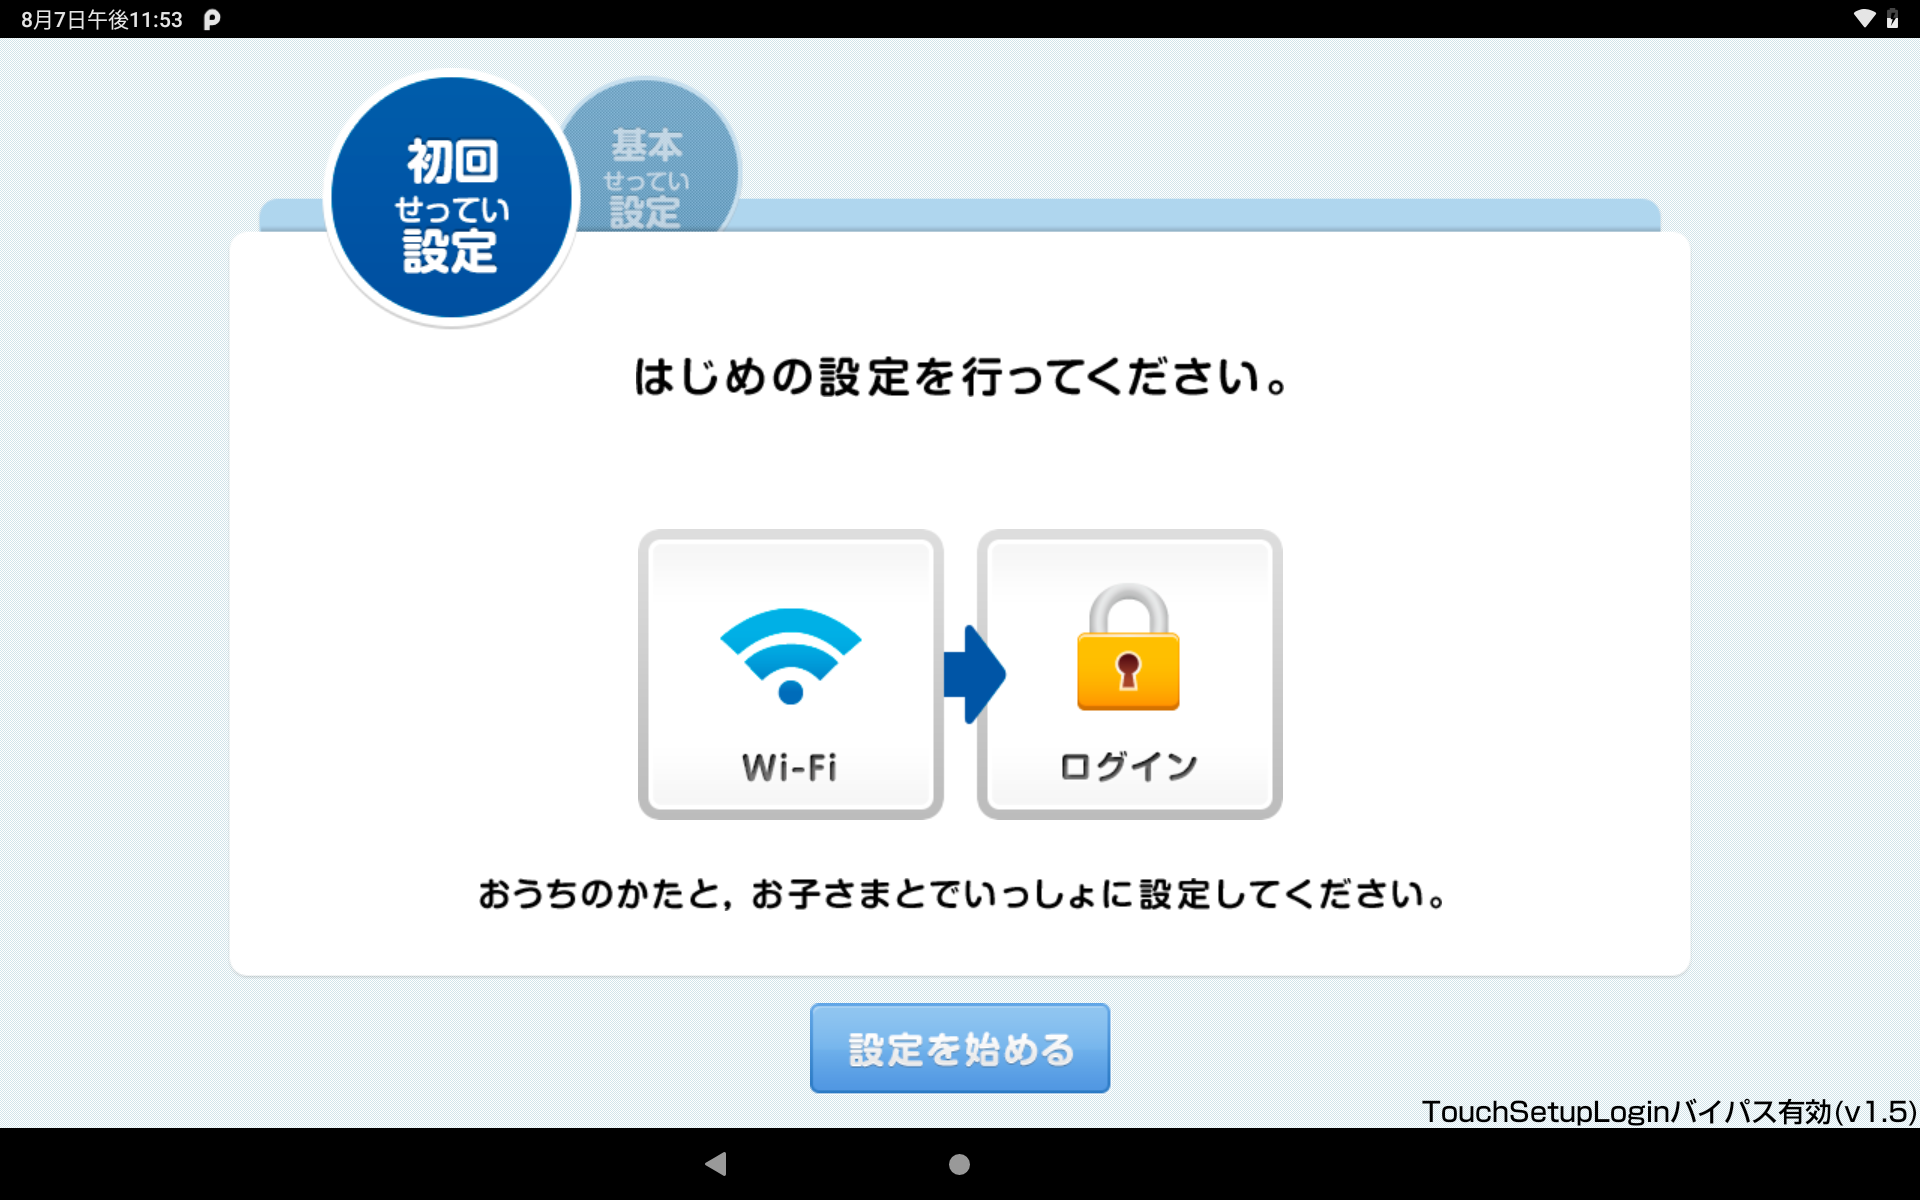 8月7日午後11:53
初回
せってい
設定
基本
せってい
設定
はじめの設定を行ってください。
Wi-Fi
ログイン
おうちのかたと，お子さまとでいっしょに設定してください。
設定を始める
TouchSetupLoginバイパス有効(v1.5)